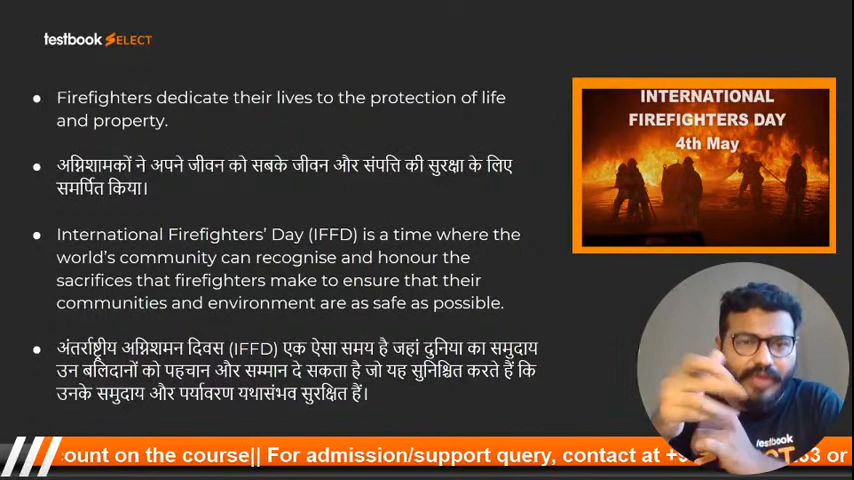 testbook SELECT
Firefighters dedicate their lives to the protection of life
and property.
अग्निशामकों ने अपने जीवन को सबके जीवन और संपत्ति की सुरक्षा के लिए
समर्पित किया।
International Firefighters' Day (IFFD) is a time where the
world's community can recognise and honour the
sacrifices that firefighters make to ensure that their
communities and environment are as safe as possible.
अंतर्राष्ट्रीय अग्निशमन दिवस (IFFD) एक ऐसा समय है जहां दुनिया का समुदाय
उन बलिदानों को पहचान और सम्मान दे सकता है जो यह सुनिश्चित करते हैं कि
उनके समुदाय और पर्यावरण यथासंभव सुरक्षित हैं।
INTERNATIONAL
FIREFIGHTERS DAY
4th May
testbook
on the course|| For admission/support query, contact at or